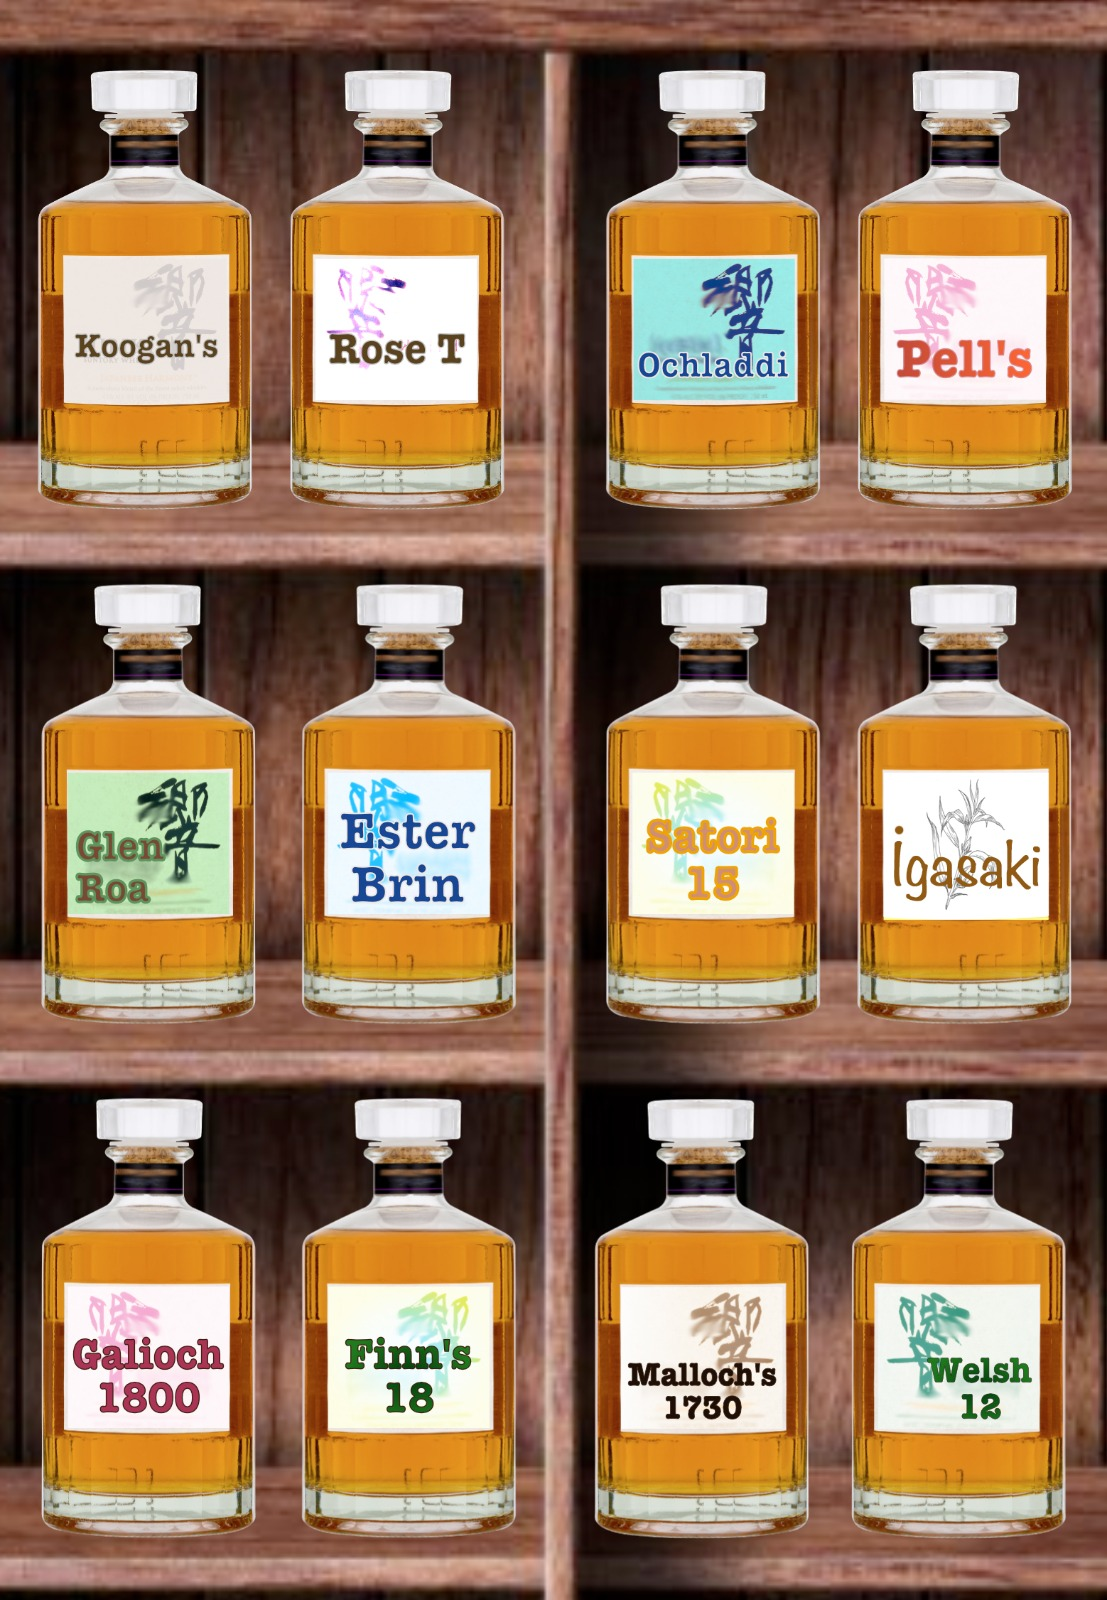 Koogan's
Rose T
Ochladdi
Pell's
Glen
Roa
Ester
Brin
Satori
15
Igasaki
Galioch
1800
Finn's
18
Malloch's
1730
Welsh
12